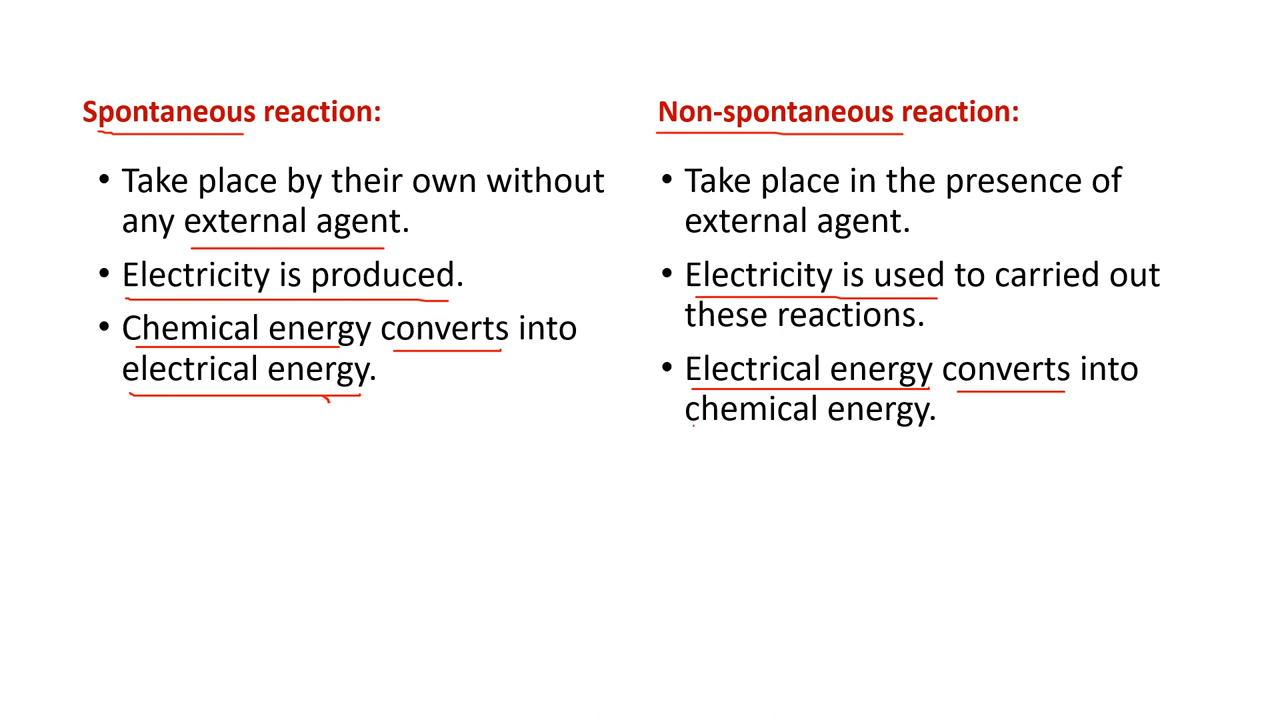 Spontaneous reaction:
• Take place by their own without
any external agent.
• Electricity is produced.
• Chemical energy converts into
electrical energy.
Non-spontaneous reaction:
• Take place in the presence of
external agent.
• Electricity is used to carried out
these reactions.
• Electrical energy converts into
chemical energy.